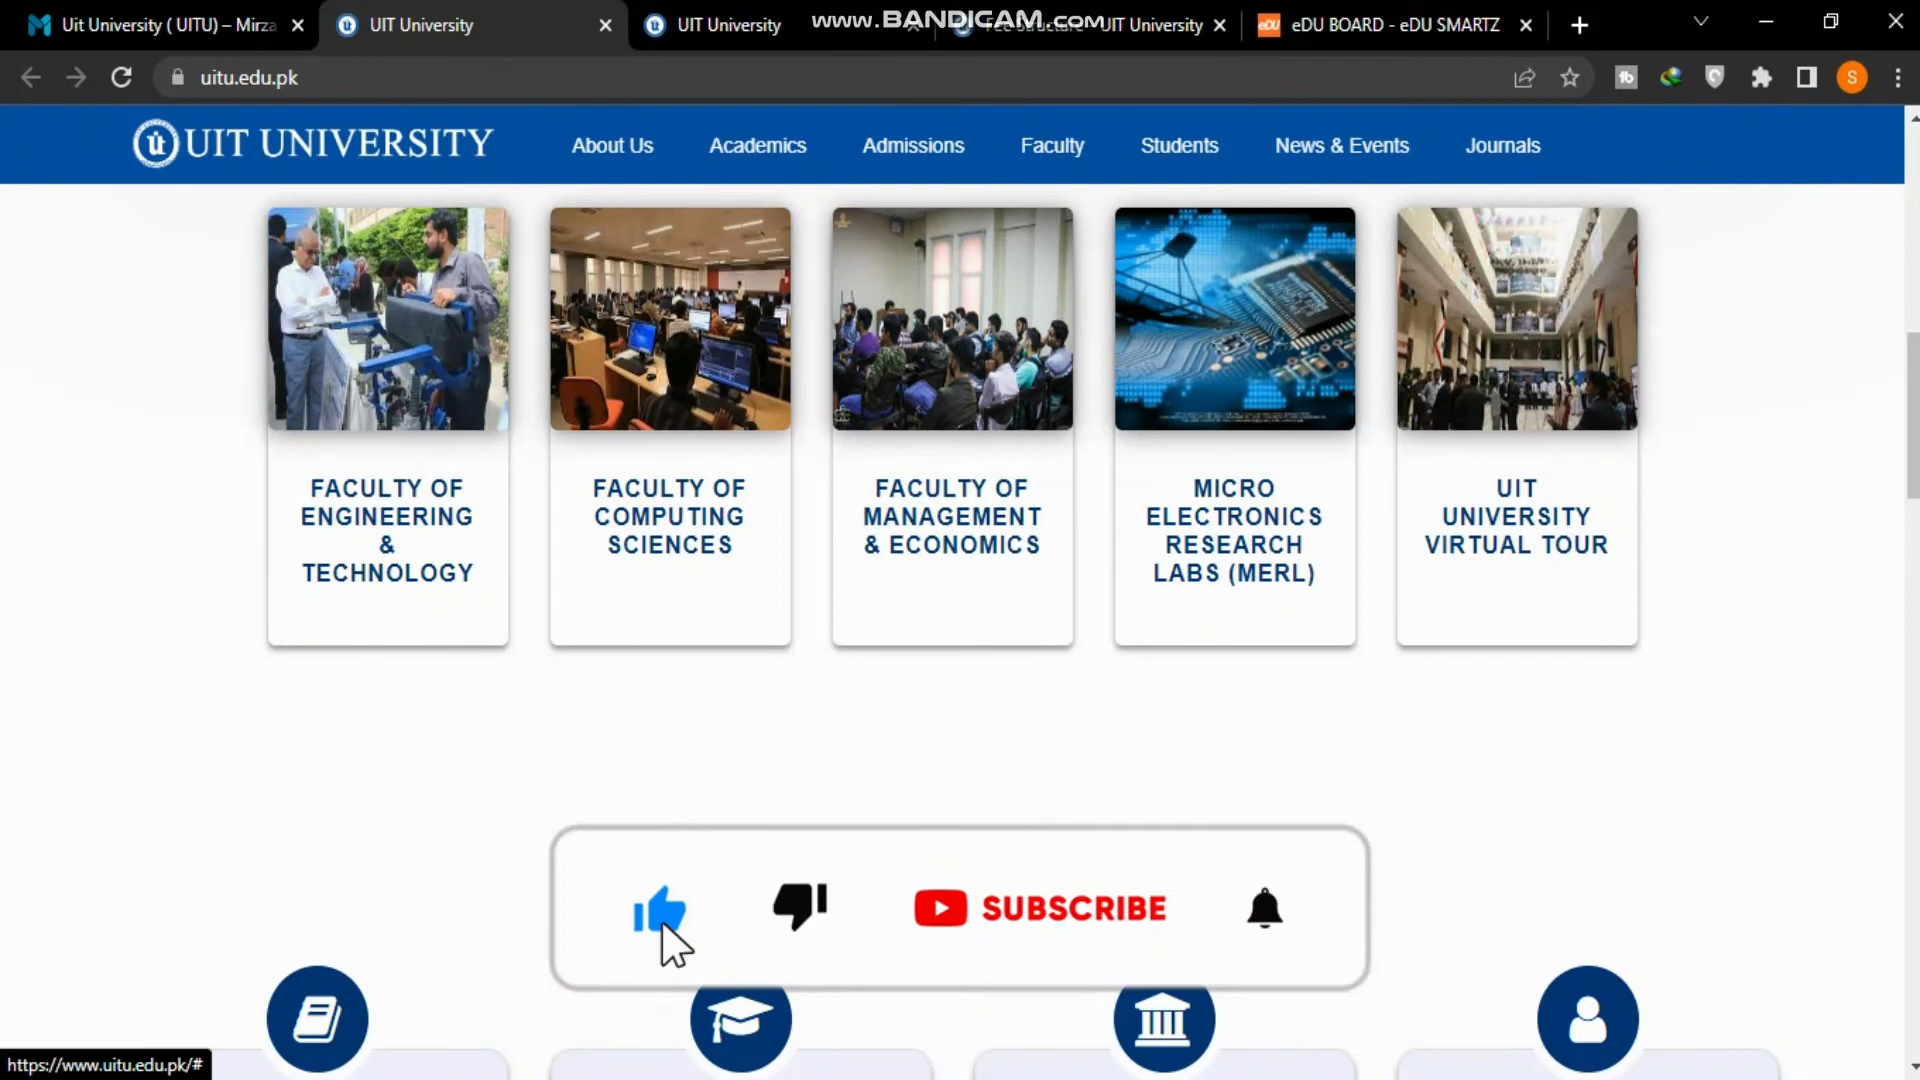 Uit University ( UITU) – Mirza
UIT University
UIT University
www.BANDICAM.com
Fee Structure - UIT University
eDU
eDU BOARD - eDU SMARTZ
uitu.edu.pk
S
UIT UNIVERSITY
About Us
Academics
Admissions
Faculty
Students
News & Events
Journals
FACULTY OF
ENGINEERING
&
TECHNOLOGY
FACULTY OF
COMPUTING
SCIENCES
FACULTY OF
MANAGEMENT
& ECONOMICS
MICRO
ELECTRONICS
RESEARCH
LABS (MERL)
UIT
UNIVERSITY
VIRTUAL TOUR
SUBSCRIBE
https://www.uitu.edu.pk/#